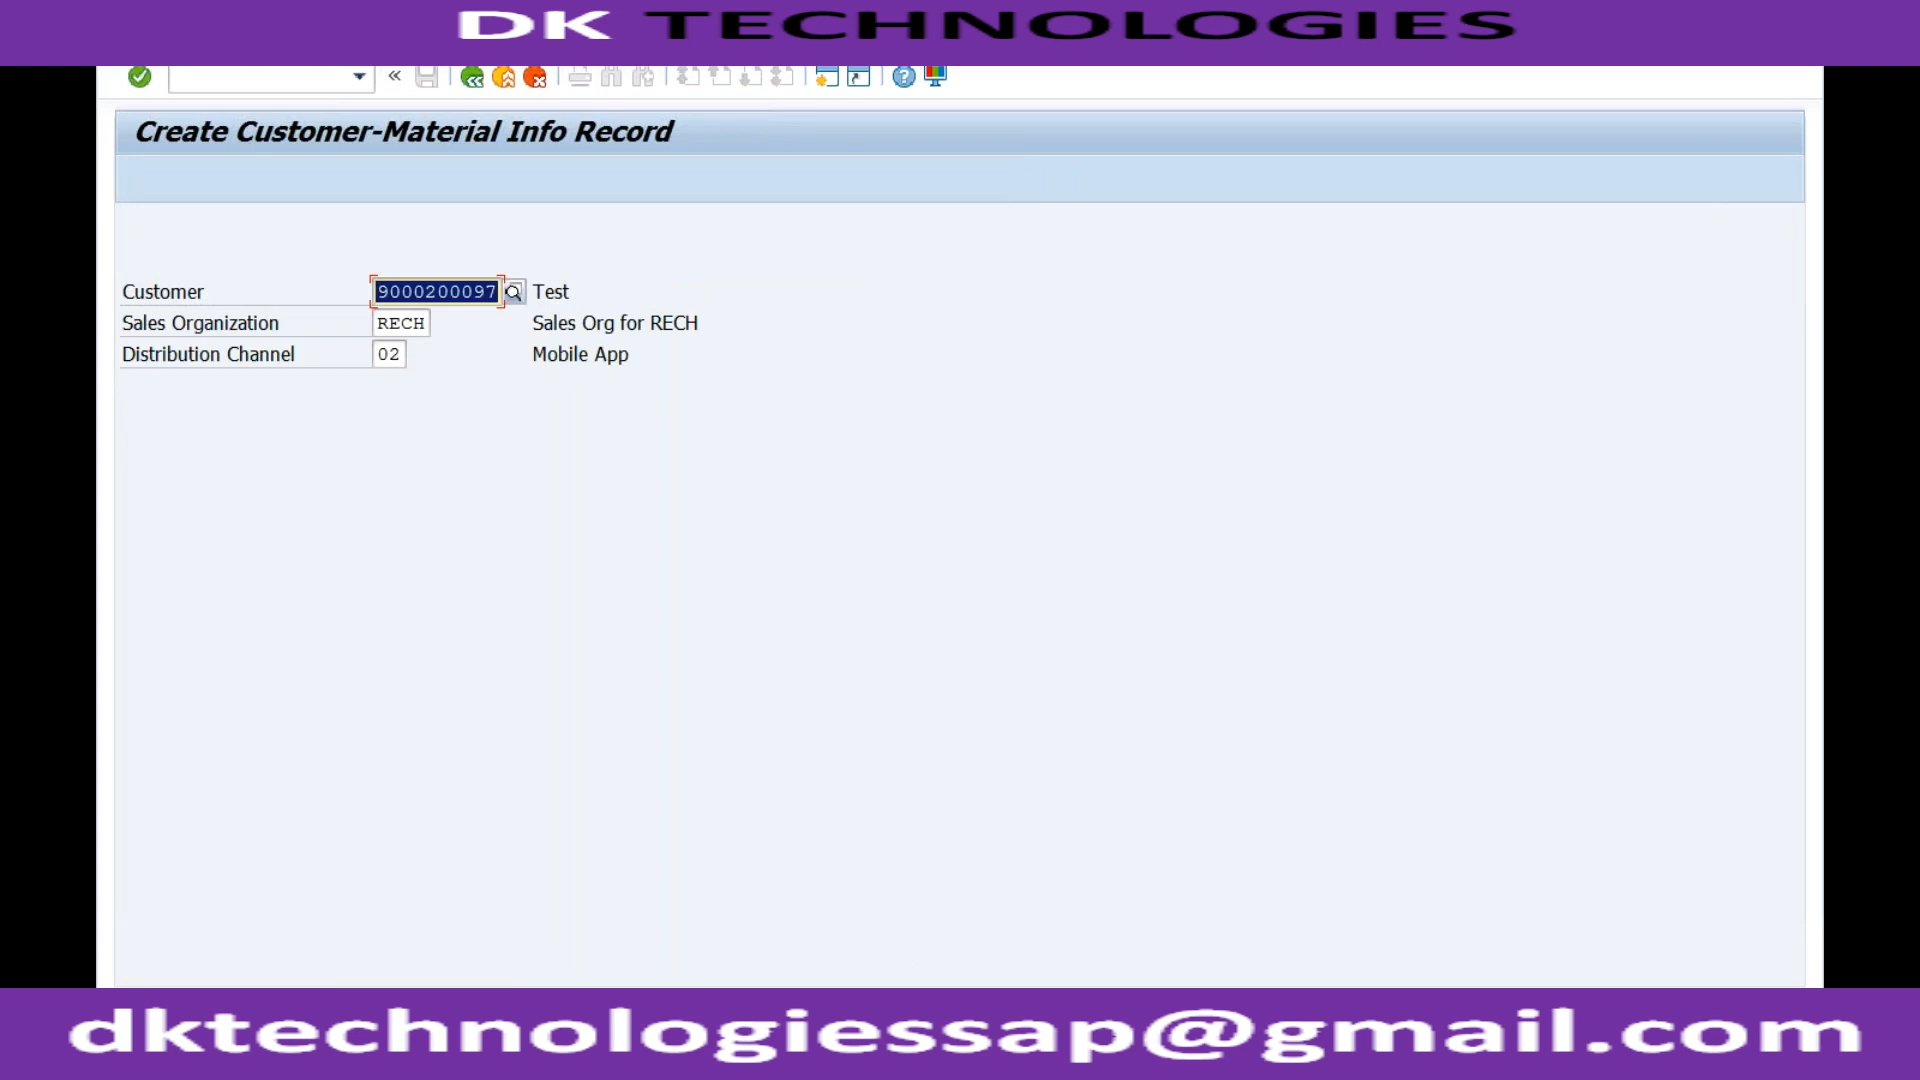 DK TECHNOLOGIES
Create Customer-Material Info Record
Customer 9000200097 Test
Sales Organization RECH Sales Org for RECH
Distribution Channel 02 Mobile App
dktechnologiessap@gmail.com